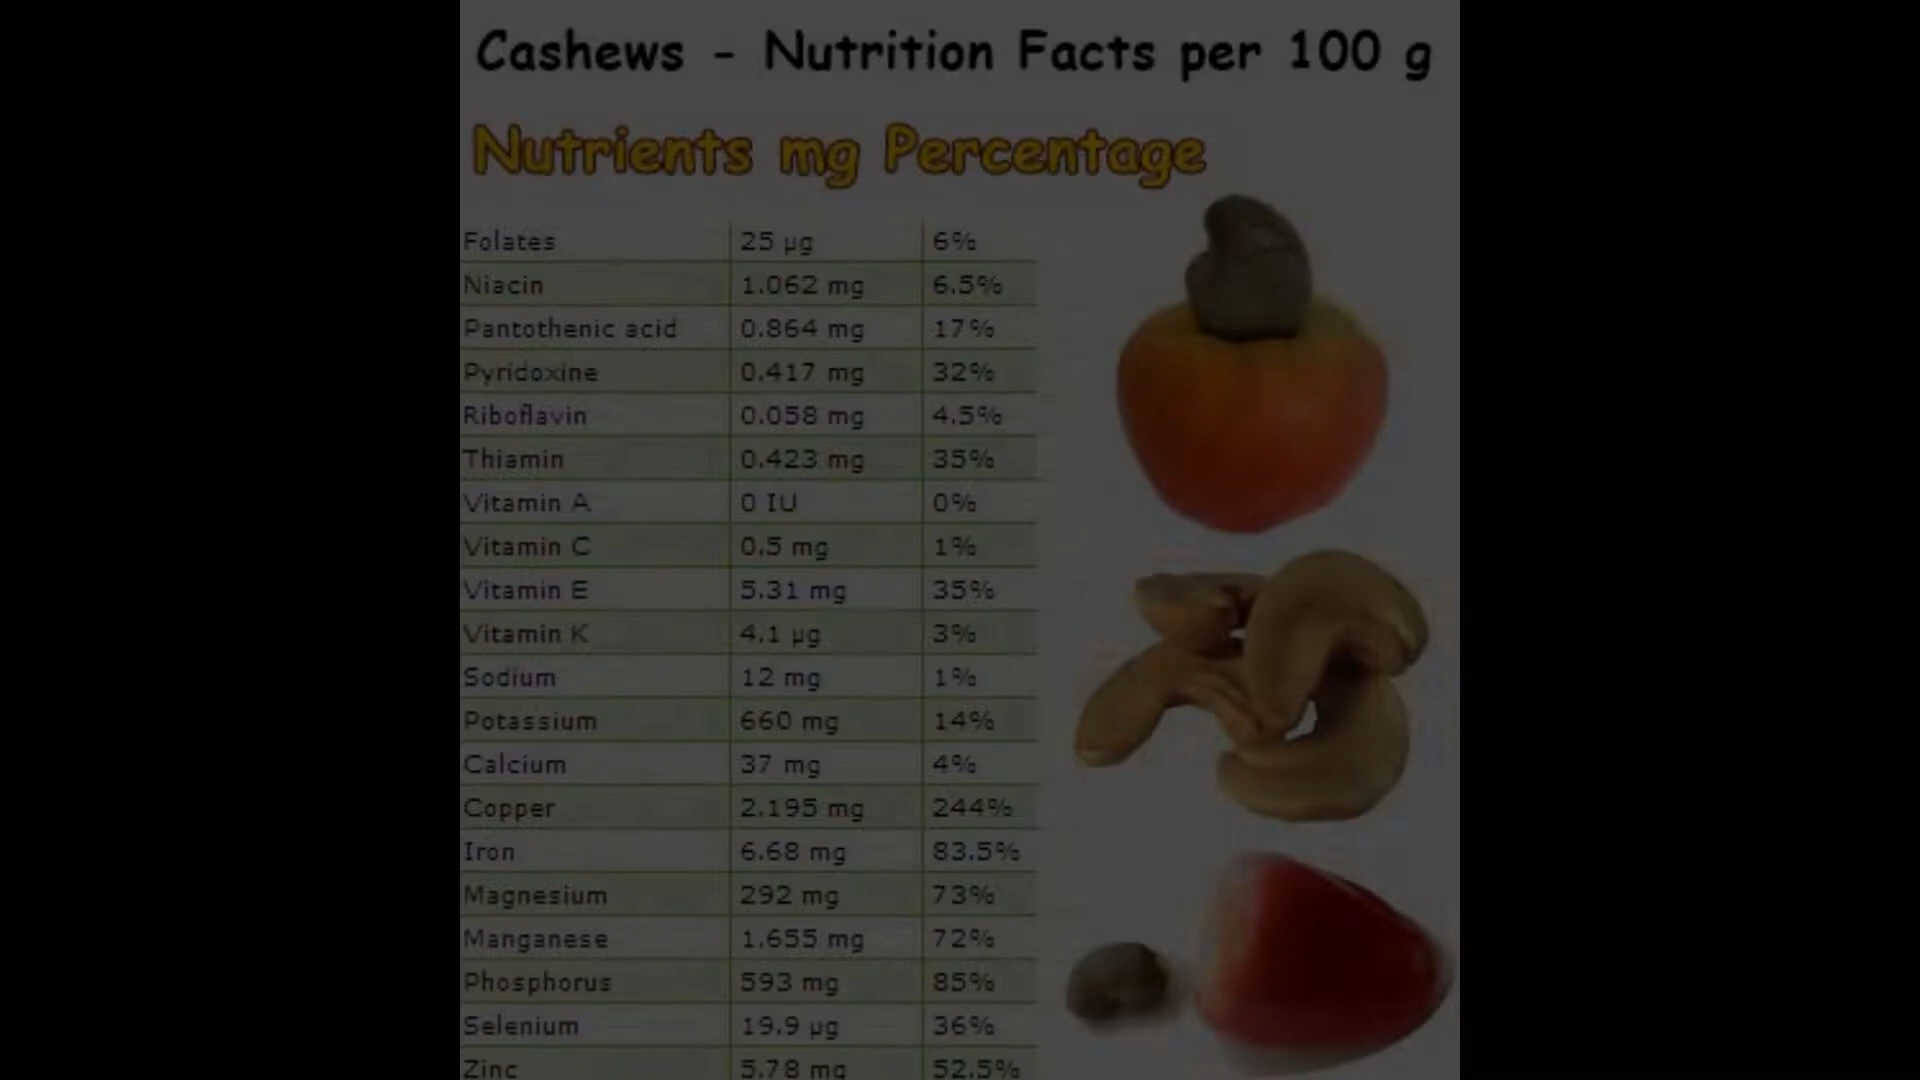 Cashews - Nutrition Facts per 100 g
Nutrients mg Percentage
Folates 25 µg 6%
Niacin 1.062 mg 6.5%
Pantothenic acid 0.864 mg 17%
Pyridoxine 0.417 mg 32%
Riboflavin 0.058 mg 4.5%
Thiamin 0.423 mg 35%
Vitamin A 0 IU 0%
Vitamin C 0.5 mg 1%
Vitamin E 5.31 mg 35%
Vitamin K 4.1 µg 3%
Sodium 12 mg 1%
Potassium 660 mg 14%
Calcium 37 mg 4%
Copper 2.195 mg 244%
Iron 6.68 mg 83.5%
Magnesium 292 mg 73%
Manganese 1.655 mg 72%
Phosphorus 593 mg 85%
Selenium 19.9 µg 36%
Zinc 5.78 mg 52.5%